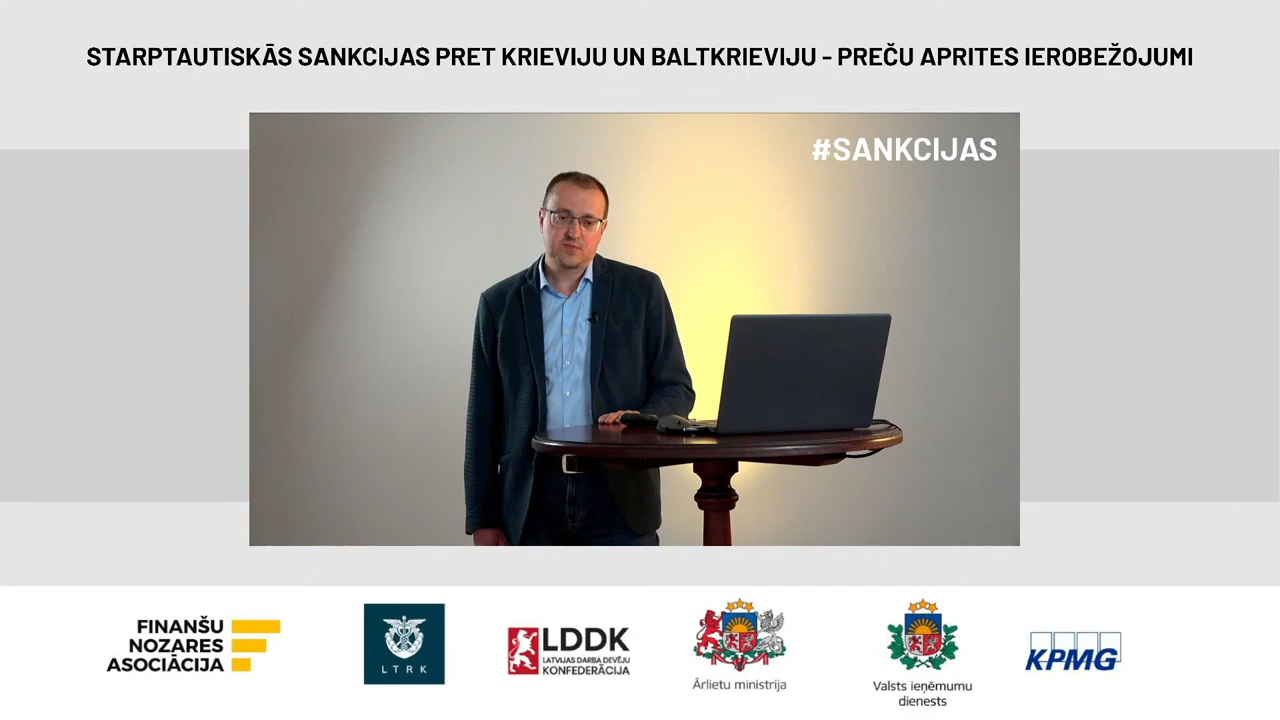 STARPTAUTISKĀS SANKCIJAS PRET KRIEVIJU UN BALTKRIEVIJU - PREČU APRITES IEROBEŽOJUMI
#SANKCIJAS
FINANŠU
NOZARES
ASOCIĀCIJA
LTRK
LDDK
LATVIJAS DARBA DEVĒJU
KONFEDERĀCIJA
Ārlietu ministrija
Valsts ieņēmumu
dienests
KPMG